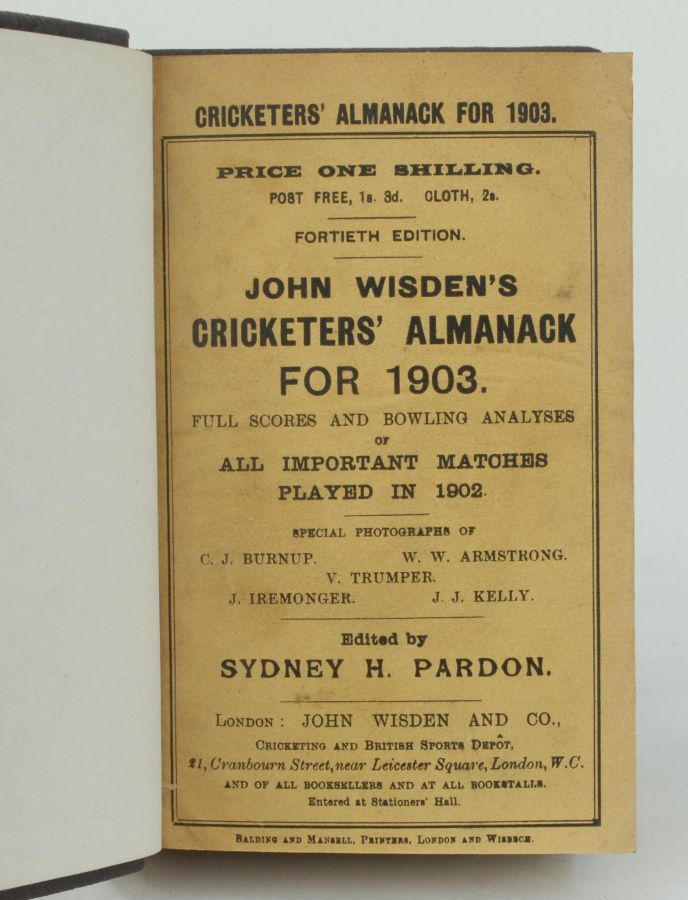 CRICKETERS' ALMANACK FOR 1903.
PRICE ONE SHILLING.
POST FREE, 1s. 3d. CLOTH, 2s.
FORTIETH EDITION.
JOHN WISDEN'S
CRICKETERS' ALMANACK
FOR 1903.
FULL SCORES AND BOWLING ANALYSES
OF
ALL IMPORTANT MATCHES
PLAYED IN 1902.
SPECIAL PHOTOGRAPHS OF
C. J. BURNUP. W. W. ARMSTRONG.
V. TRUMPER.
J. IREMONGER. J. J. KELLY.
Edited by
SYDNEY H. PARDON.
LONDON: JOHN WISDEN AND CO.,
CRICKETING AND BRITISH SPORTS DEPÔT,
21, Cranbourn Street, near Leicester Square, London, W.C.
AND OF ALL BOOKSELLERS AND AT ALL BOOKSTALLS.
Entered at Stationers' Hall.
BALDING AND MANSELL, PRINTERS, LONDON AND WISBECH.